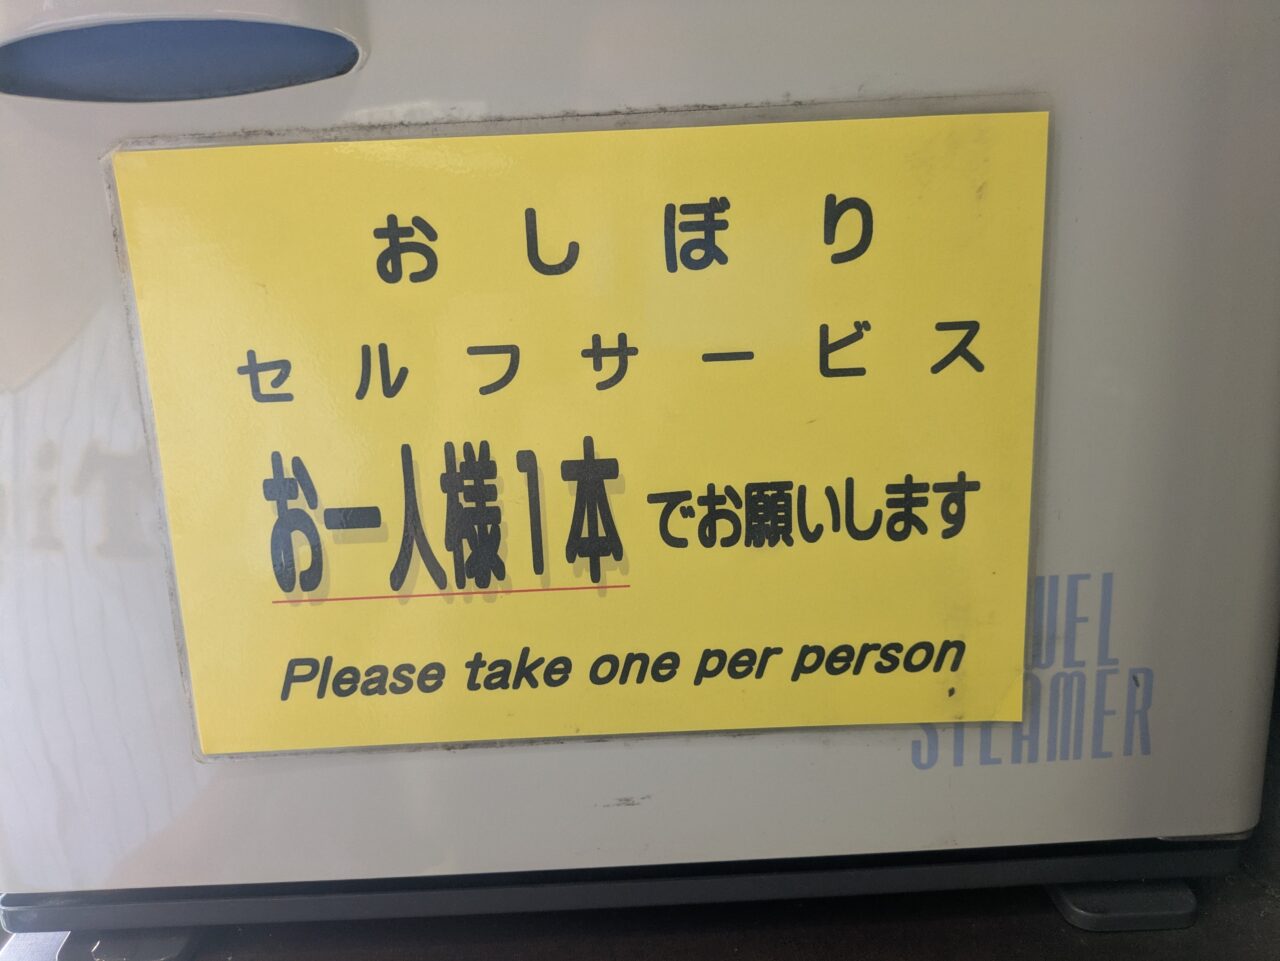 おしぼり
セルフサービス
お一人様1本でお願いします
Please take one per person
STEAMER